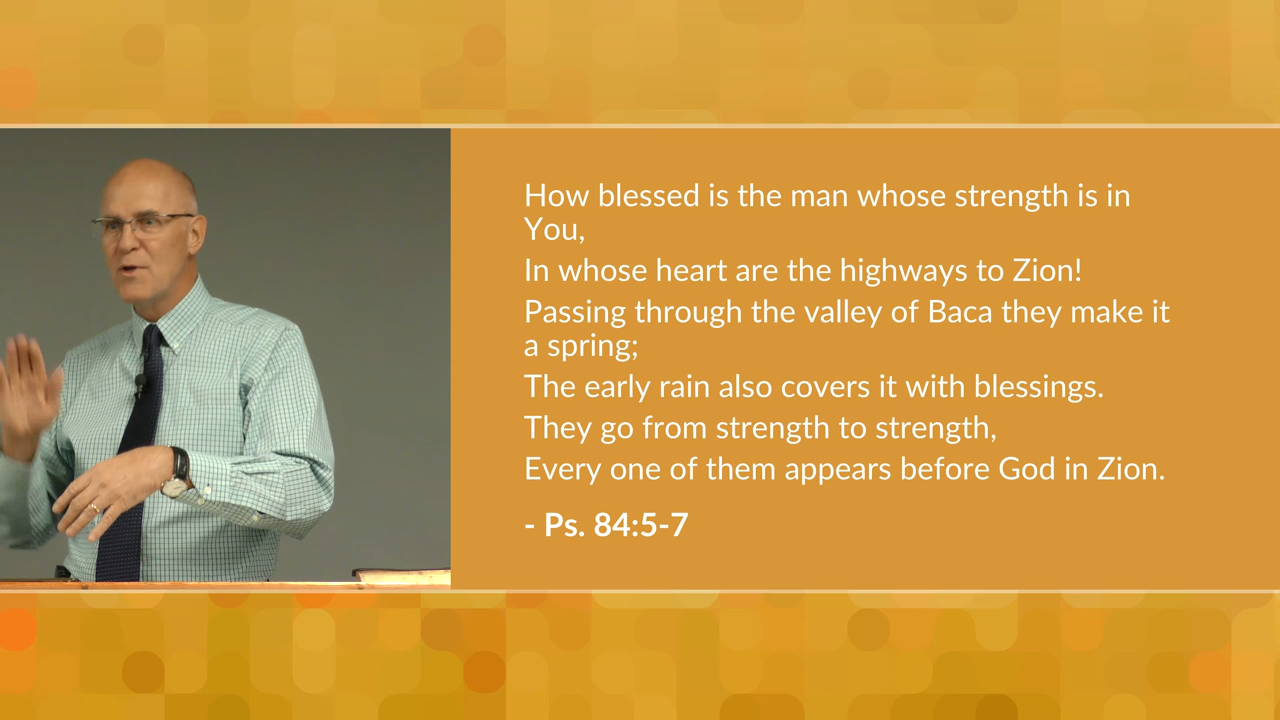 How blessed is the man whose strength is in
You,
In whose heart are the highways to Zion!
Passing through the valley of Baca they make it
a spring;
The early rain also covers it with blessings.
They go from strength to strength,
Every one of them appears before God in Zion.
- Ps. 84:5-7